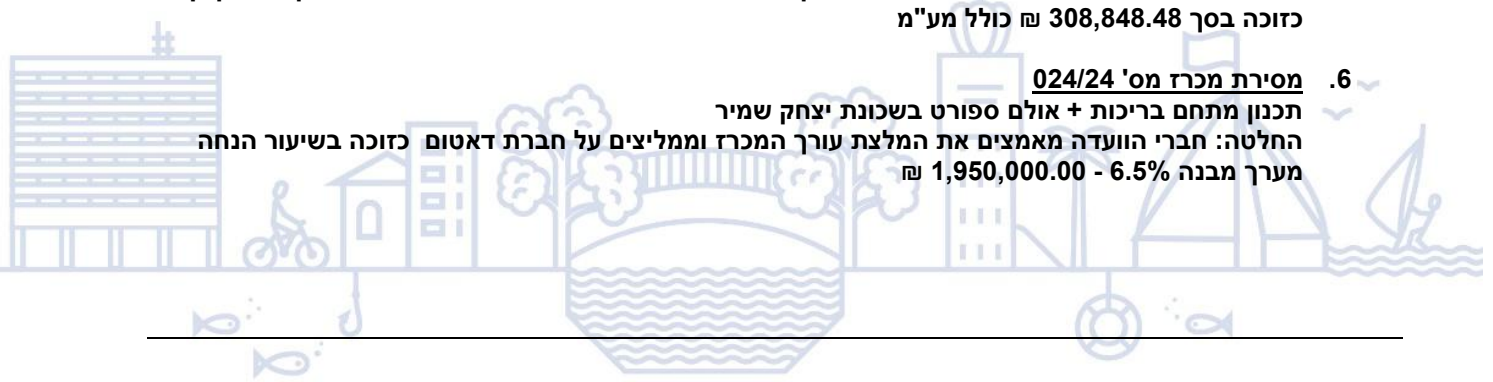 כזוכה בסך 308,848.48 ₪ כולל מע"מ
6. מסירת מכרז מס' 024/24
תכנון מתחם בריכות + אולם ספורט בשכונת יצחק שמיר
החלטה: חברי הוועדה מאמצים את המלצת עורך המכרז וממליצים על חברת דאטום כזוכה בשיעור הנחה
מערך מבנה 6.5% - 1,950,000.00 ₪